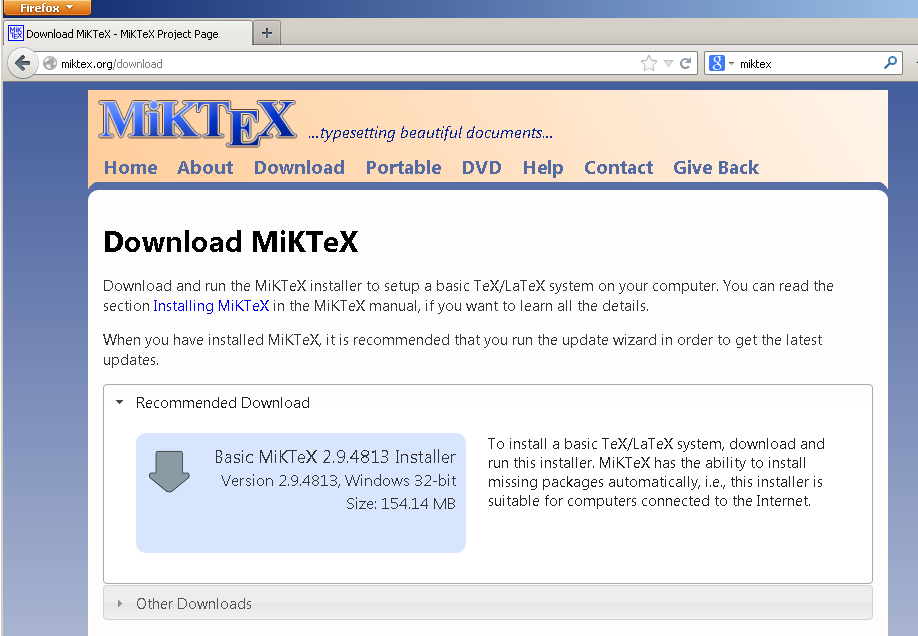 Firefox
Download MiKTeX - MiKTeX Project Page
miktex.org/download
miktex
MiKTEX ...typesetting beautiful documents...
Home About Download Portable DVD Help Contact Give Back
Download MiKTeX
Download and run the MiKTeX installer to setup a basic TeX/LaTeX system on your computer. You can read the
section Installing MiKTeX in the MiKTeX manual, if you want to learn all the details.
When you have installed MiKTeX, it is recommended that you run the update wizard in order to get the latest
updates.
Recommended Download
Basic MiKTeX 2.9.4813 Installer
Version 2.9.4813, Windows 32-bit
Size: 154.14 MB
To install a basic TeX/LaTeX system, download and
run this installer. MiKTeX has the ability to install
missing packages automatically, i.e., this installer is
suitable for computers connected to the Internet.
Other Downloads